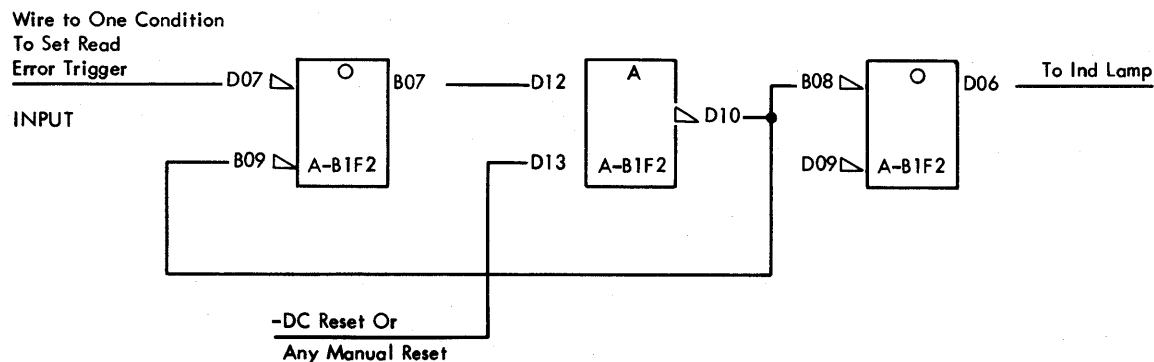 Wire to One Condition
To Set Read
Error Trigger
INPUT
D07
O
B07
B09
A-B1F2
D12
A
D10
D13
A-B1F2
B08
O
D06
To Ind Lamp
D09
A-B1F2
-DC Reset Or
Any Manual Reset